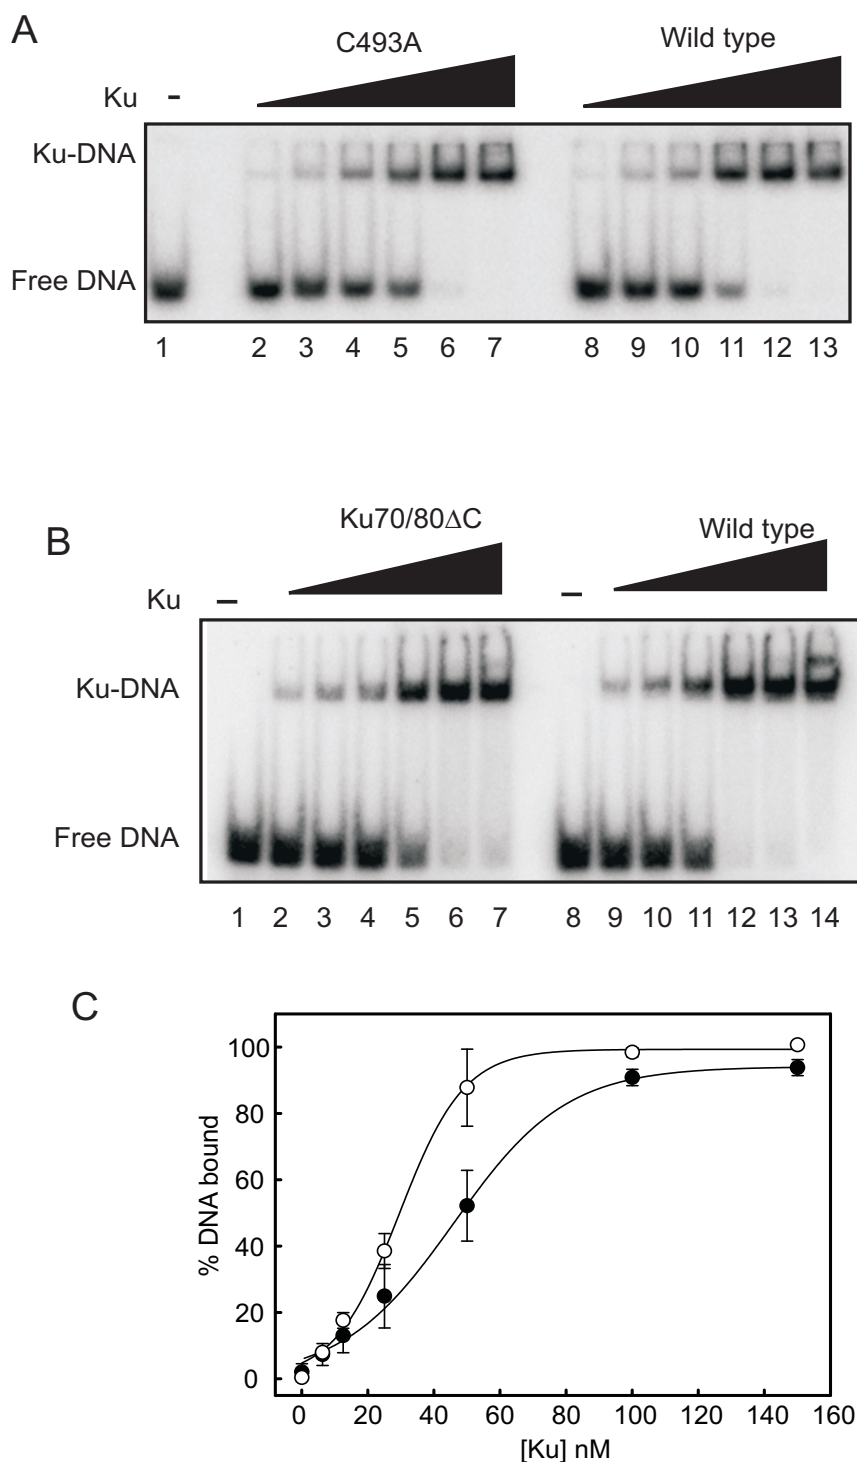 A
C493A
Wild type
Ku
-
Ku-DNA
Free DNA
1 2 3 4 5 6 7 8 9 10 11 12 13
B
Ku70/80ΔC
Wild type
Ku
–
–
Ku-DNA
Free DNA
1 2 3 4 5 6 7 8 9 10 11 12 13 14
C
100
80
60
40
20
0
% DNA bound
0 20 40 60 80 100 120 140 160
[Ku] nM